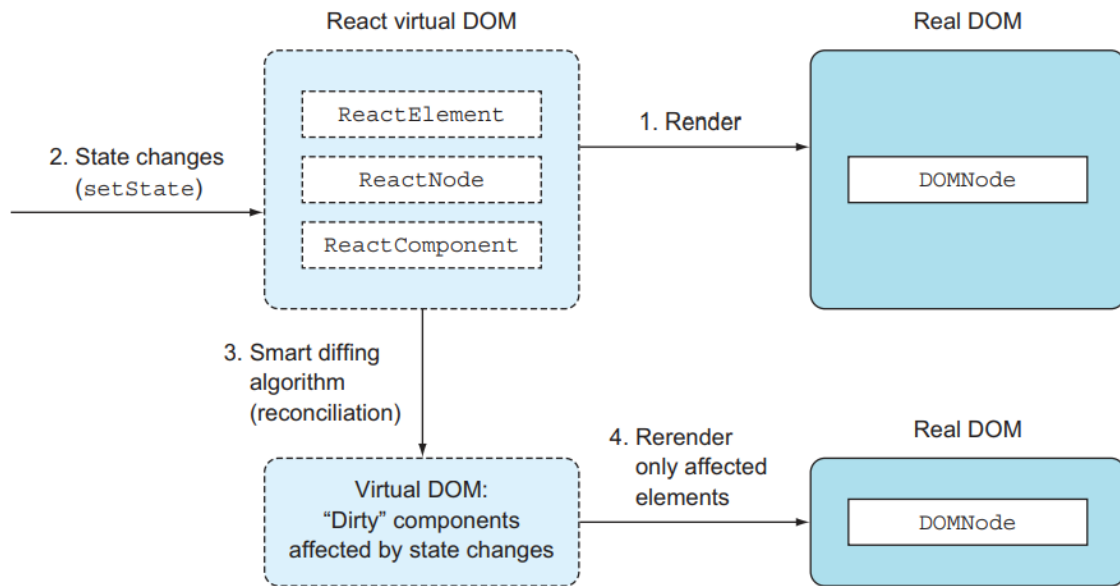 React virtual DOM
Real DOM
ReactElement
ReactNode
ReactComponent
1. Render
DOMNode
2. State changes
(setState)
3. Smart diffing
algorithm
(reconciliation)
Virtual DOM:
“Dirty” components
affected by state changes
4. Rerender
only affected
elements
Real DOM
DOMNode